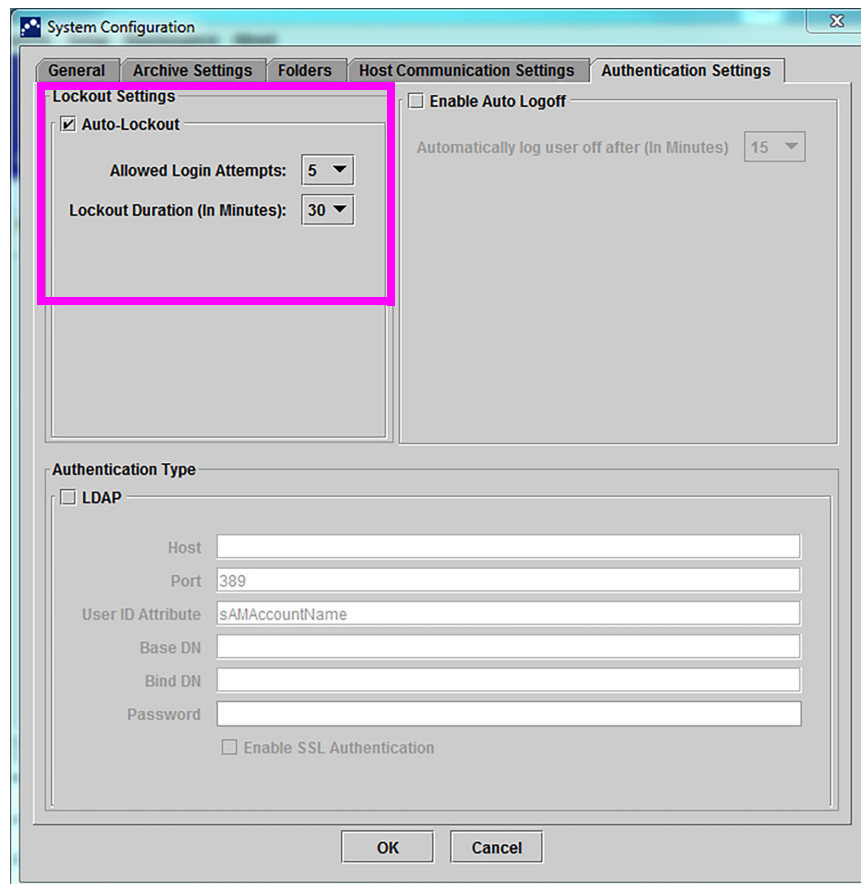 System Configuration
General Archive Settings Folders Host Communication Settings Authentication Settings
Lockout Settings
Auto-Lockout
Allowed Login Attempts: 5
Lockout Duration (In Minutes): 30
Enable Auto Logoff
Automatically log user off after (In Minutes) 15
Authentication Type
LDAP
Host
Port 389
User ID Attribute sAMAccountName
Base DN
Bind DN
Password
Enable SSL Authentication
OK Cancel